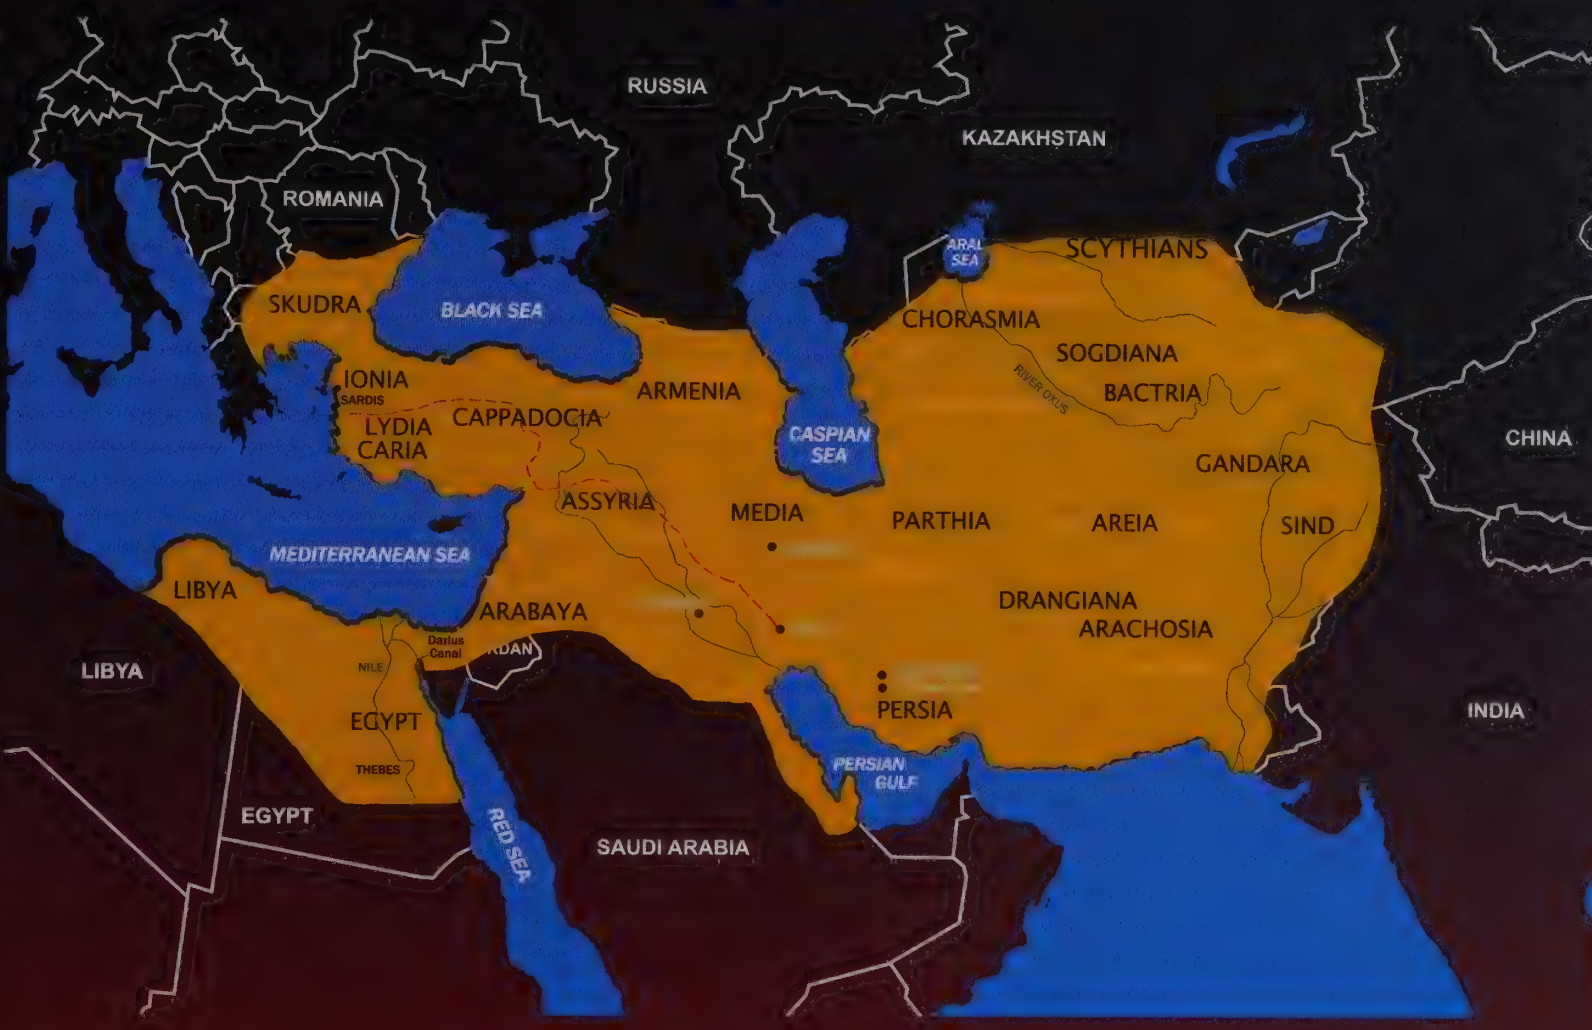 RUSSIA
KAZAKHSTAN
ROMANIA
ARAL
SEA
SCYTHIANS
SKUDRA
BLACK SEA
CHORASMIA
SOGDIANA
BACTRIA
RIVER OXUS
IONIA
SARDIS
ARMENIA
LYDIA
CARIA
CAPPADOCIA
CASPIAN
SEA
CHINA
GANDARA
ASSYRIA
MEDIA
PARTHIA
AREIA
SIND
MEDITERRANEAN SEA
LIBYA
ARABAYA
DRANGIANA
ARACHOSIA
Darius
Canal
RDAN
NILE
LIBYA
EGYPT
PERSIA
INDIA
THEBES
PERSIAN
GULF
EGYPT
RED SEA
SAUDI ARABIA